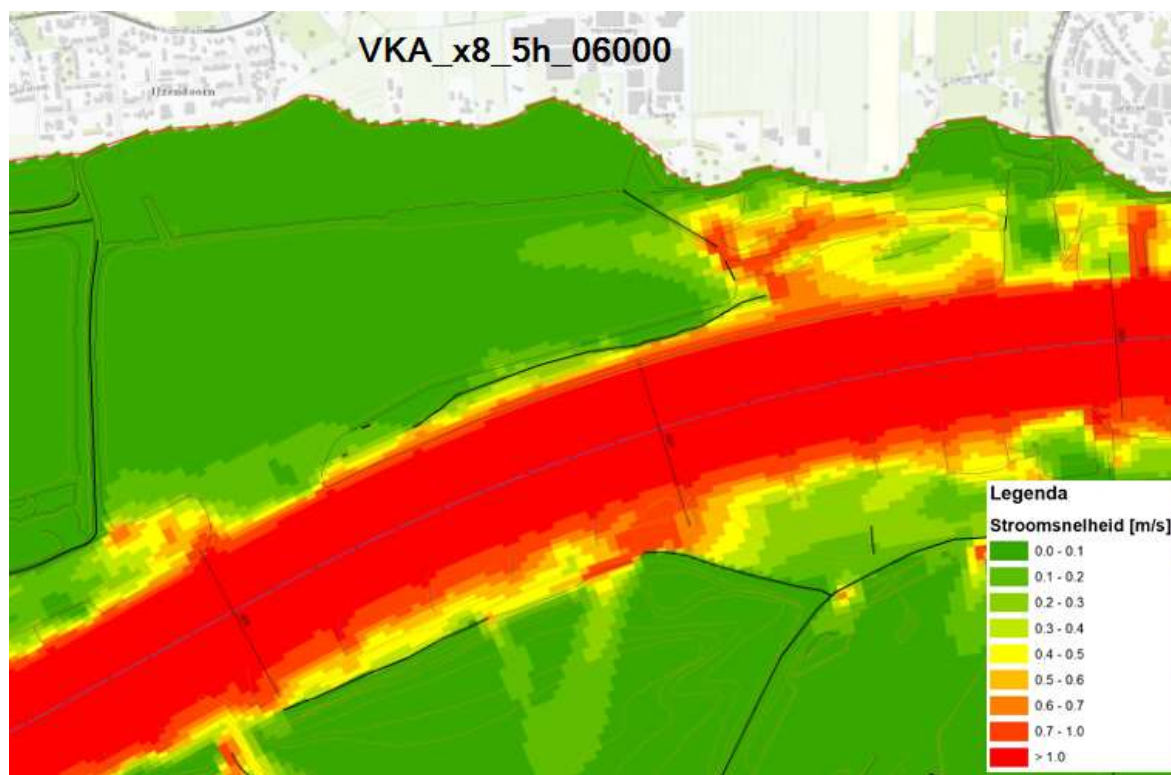 VKA_x8_5h_06000
IJzendoorn
Legenda
Stroomsnelheid [m/s]
0.0 - 0.1
0.1 - 0.2
0.2 - 0.3
0.3 - 0.4
0.4 - 0.5
0.5 - 0.6
0.6 - 0.7
0.7 - 1.0
> 1.0